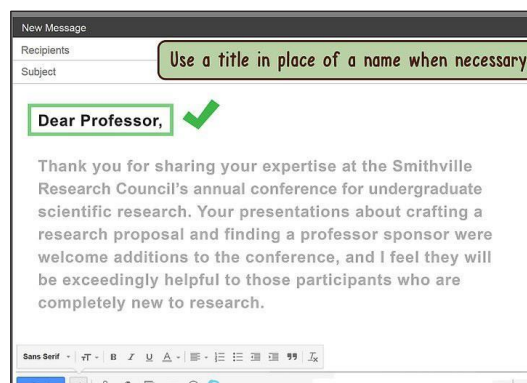 New Message
Recipients
Use a title in place of a name when necessary
Subject
Dear Professor,
Thank you for sharing your expertise at the Smithville
Research Council's annual conference for undergraduate
scientific research. Your presentations about crafting a
research proposal and finding a professor sponsor were
welcome additions to the conference, and I feel they will
be exceedingly helpful to those participants who are
completely new to research.
Sans Serif